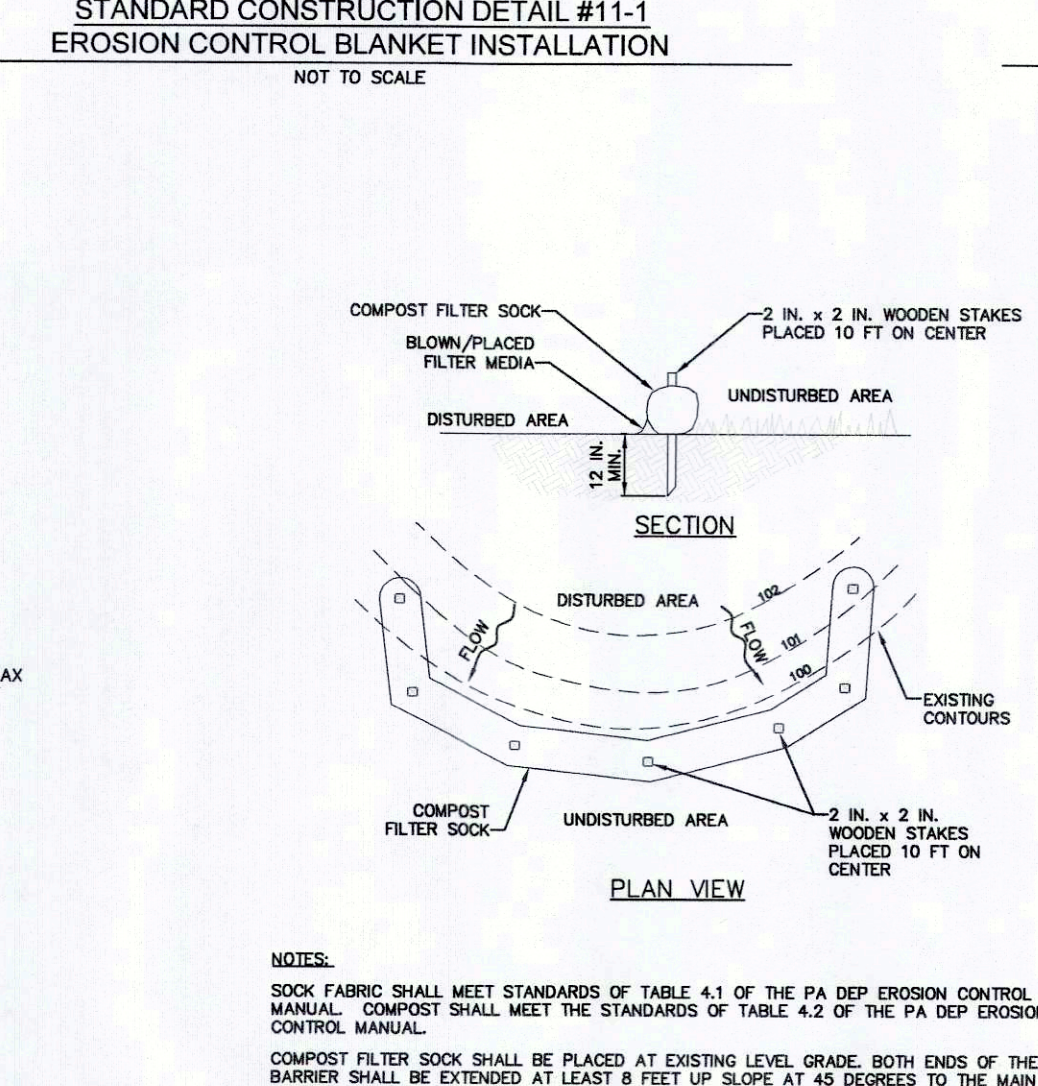 STANDARD CONSTRUCTION DETAIL #11-1
EROSION CONTROL BLANKET INSTALLATION
NOT TO SCALE
COMPOST FILTER SOCK
2 IN. x 2 IN. WOODEN STAKES
PLACED 10 FT ON CENTER
BLOWN/PLACED
FILTER MEDIA
UNDISTURBED AREA
DISTURBED AREA
12 IN.
MIN.
SECTION
DISTURBED AREA
102
FLOW
FLOW
101
100
AX
EXISTING
CONTOURS
COMPOST
FILTER SOCK
UNDISTURBED AREA
2 IN. x 2 IN.
WOODEN STAKES
PLACED 10 FT ON
CENTER
PLAN VIEW
NOTES:
SOCK FABRIC SHALL MEET STANDARDS OF TABLE 4.1 OF THE PA DEP EROSION CONTROL
MANUAL. COMPOST SHALL MEET THE STANDARDS OF TABLE 4.2 OF THE PA DEP EROSION
CONTROL MANUAL.
COMPOST FILTER SOCK SHALL BE PLACED AT EXISTING LEVEL GRADE. BOTH ENDS OF THE
BARRIER SHALL BE EXTENDED AT LEAST 8 FEET UP SLOPE AT 45 DEGREES TO THE MAIN